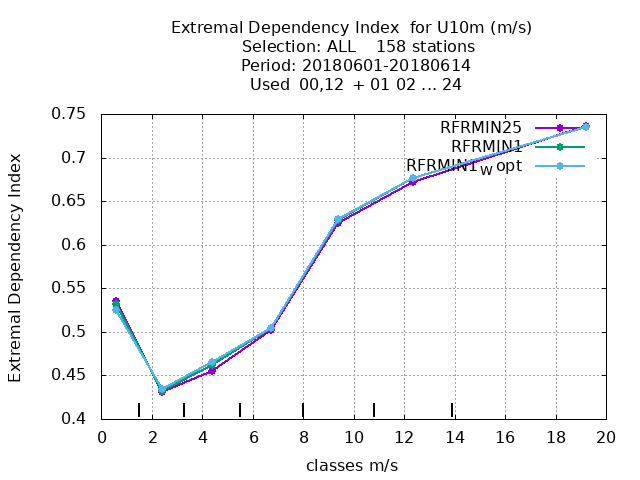 Extremal Dependency Index  for U10m (m/s)
Selection: ALL    158 stations
Period: 20180601-20180614
Used  00,12  + 01 02 ... 24
RFRMIN25
RFRMIN1
RFRMIN1W opt
0.75
0.7
0.65
0.6
0.55
0.5
0.45
0.4
0 2 4 6 8 10 12 14 16 18 20
Extremal Dependency Index
classes m/s